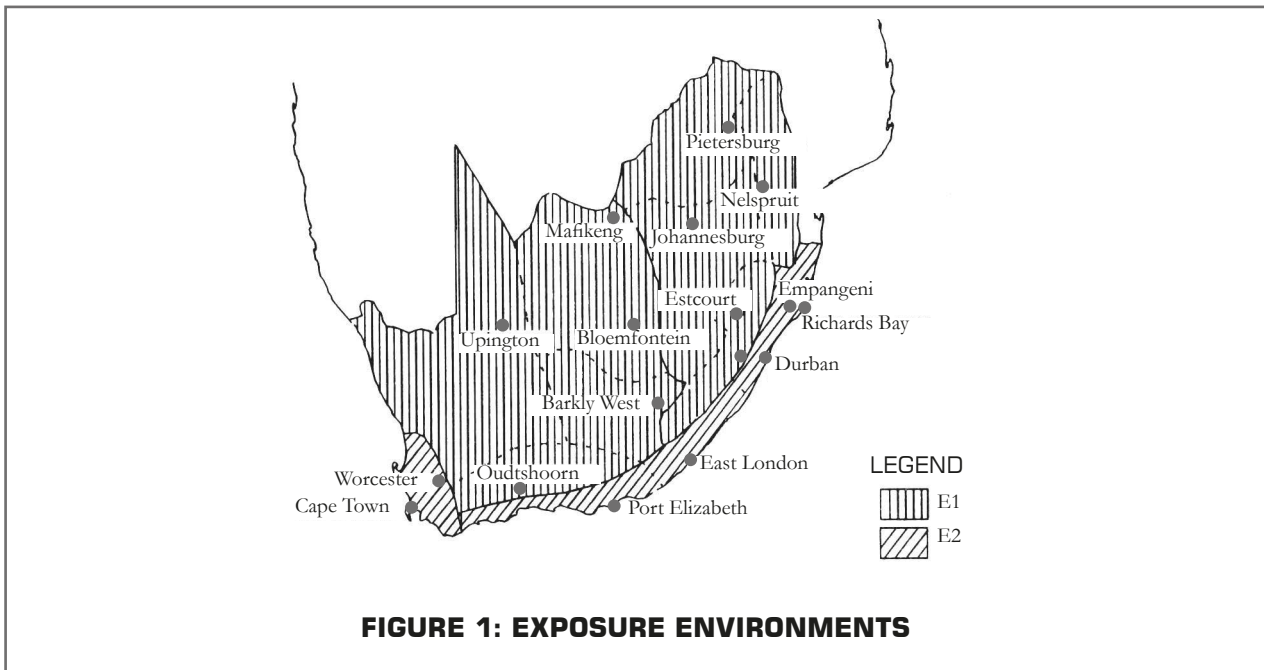 Pietersburg
Nelspruit
Mafikeng
Johannesburg
Estcourt
Empangeni
Richards Bay
Upington
Bloemfontein
Durban
Barkly West
East London
Worcester
Oudtshoorn
Cape Town
Port Elizabeth
LEGEND
E1
E2
FIGURE 1: EXPOSURE ENVIRONMENTS